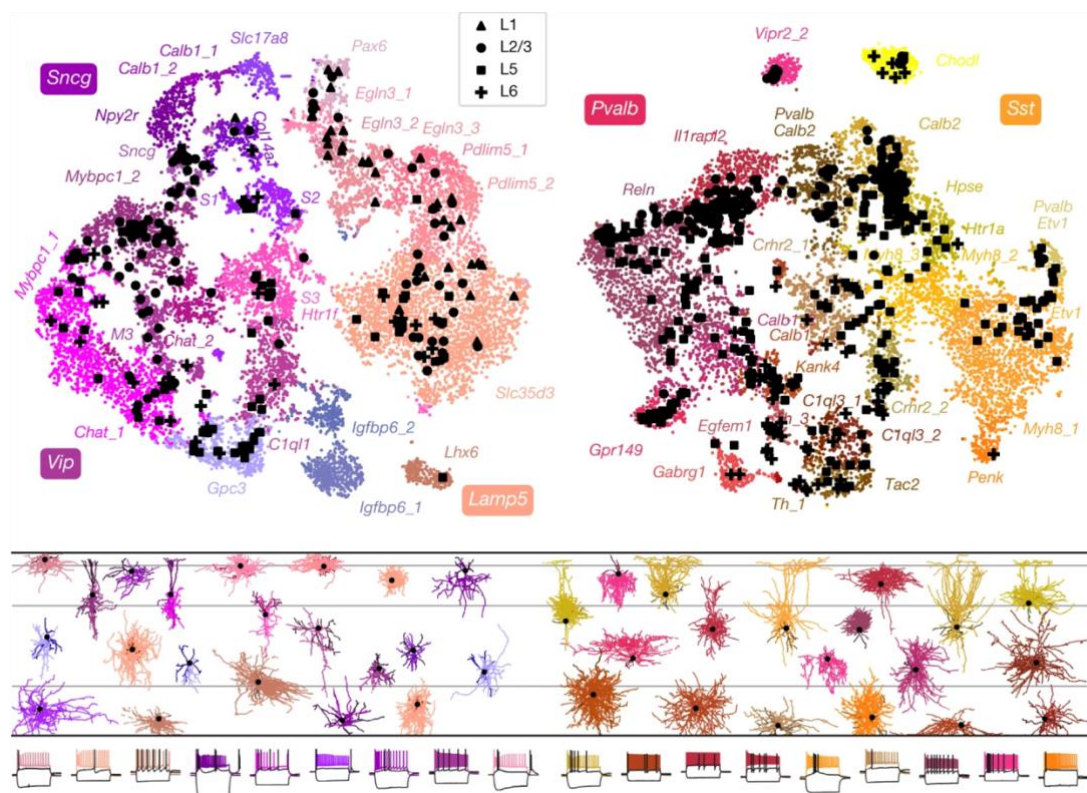 Sncg
Calb1_1
Calb1_2
Slc17a8
Npy2r
Sncg
Col14a1
Mybpc1_2
S1
S2
Mybpc1_1
M3
Chat_2
S3
Htr1f
Chat_1
Vip
C1ql1
Gpc3
Igfbp6_2
Igfbp6_1
Pax6
Egln3_1
Egln3_2
Egln3_3
Pdlim5_1
Pdlim5_2
Slc35d3
Lhx6
Lamp5
L1
L2/3
L5
L6
Vipr2_2
Chodl
Pvalb
Pvalb
Calb2
Calb2
Sst
Il1rapl2
Reln
Hpse
Pvalb
Etv1
Htr1a
Crhr2_1
Myh8_3
Myh8_2
Etv1
Calb1
Calb1
Kank4
C1ql3_1
Crhr2_2
Myh8_1
C1ql3_2
Egfem1
Gpr149
Gabrg1
Th_1
Tac2
Penk